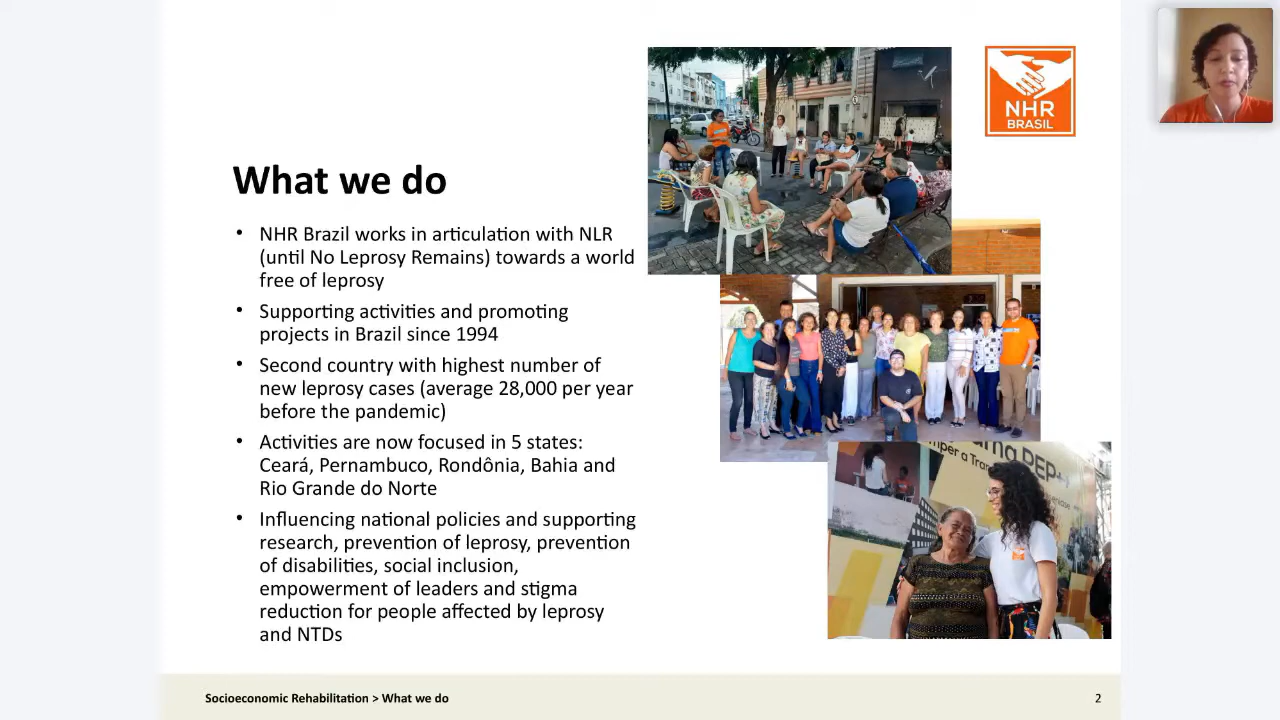 NHR
BRASIL
What we do
• NHR Brazil works in articulation with NLR
(until No Leprosy Remains) towards a world
free of leprosy
• Supporting activities and promoting
projects in Brazil since 1994
• Second country with highest number of
new leprosy cases (average 28,000 per year
before the pandemic)
• Activities are now focused in 5 states:
Ceará, Pernambuco, Rondônia, Bahia and
Rio Grande do Norte
• Influencing national policies and supporting
research, prevention of leprosy, prevention
of disabilities, social inclusion,
empowerment of leaders and stigma
reduction for people affected by leprosy
and NTDs
PEP+
Socioeconomic Rehabilitation > What we do
2